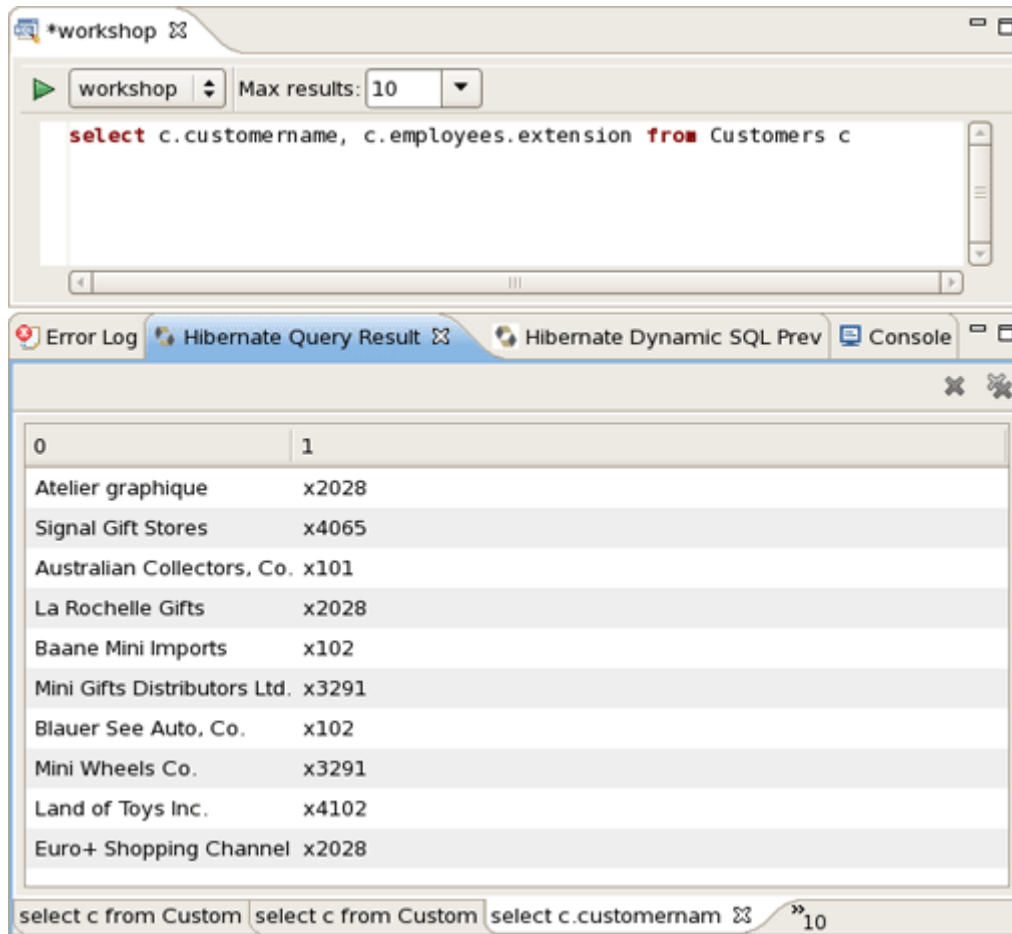 *workshop
workshop Max results: 10
select c.customername, c.employees.extension from Customers c
Error Log Hibernate Query Result Hibernate Dynamic SQL Prev Console
0 1
Atelier graphique x2028
Signal Gift Stores x4065
Australian Collectors, Co. x101
La Rochelle Gifts x2028
Baane Mini Imports x102
Mini Gifts Distributors Ltd. x3291
Blauer See Auto, Co. x102
Mini Wheels Co. x3291
Land of Toys Inc. x4102
Euro+ Shopping Channel x2028
select c from Custom select c from Custom select c.customernam »10